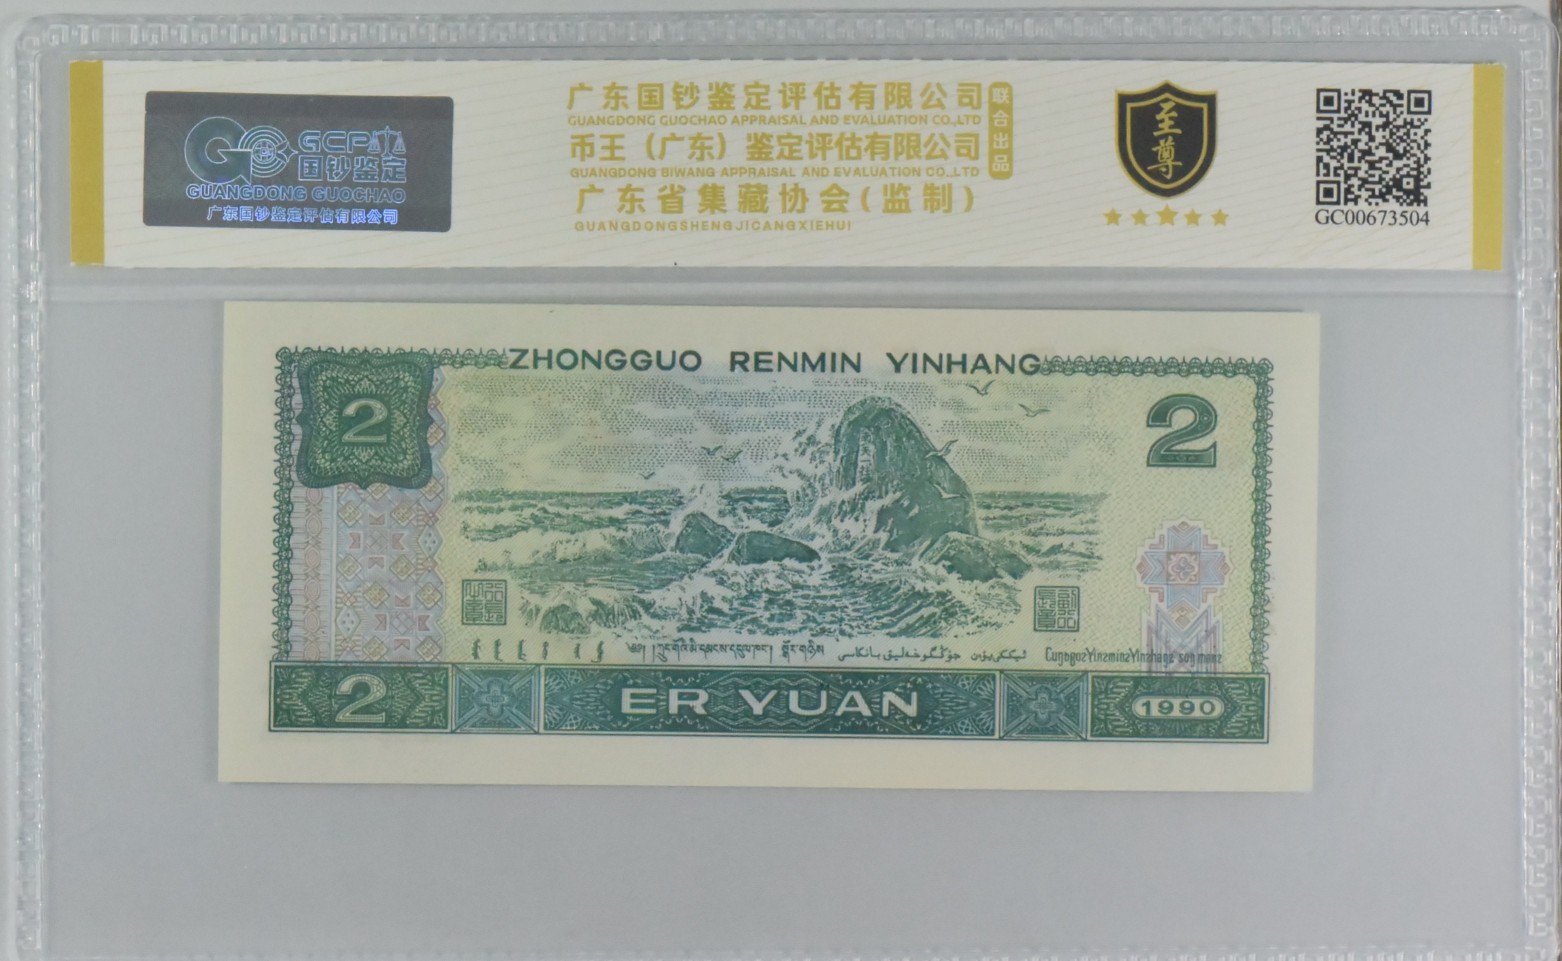 GCP
国钞鉴定
GUANGDONG GUOCHAO
广东国钞鉴定评估有限公司
广东国钞鉴定评估有限公司
GUANGDONG GUOCHAO APPRAISAL AND EVALUATION CO.,LTD
币王（广东）鉴定评估有限公司
GUANGDONG BIWANG APPRAISAL AND EVALUATION CO.,LTD
广东省集藏协会(监制)
GUANGDONGSHENGJICANGXIEHUI
联合出品
至尊
GC00673504
ZHONGGUO RENMIN YINHANG
2
2
Cuŋƅgoƨ Yinƨminƨ Yinƨhaŋƨ
2
ER YUAN
1990